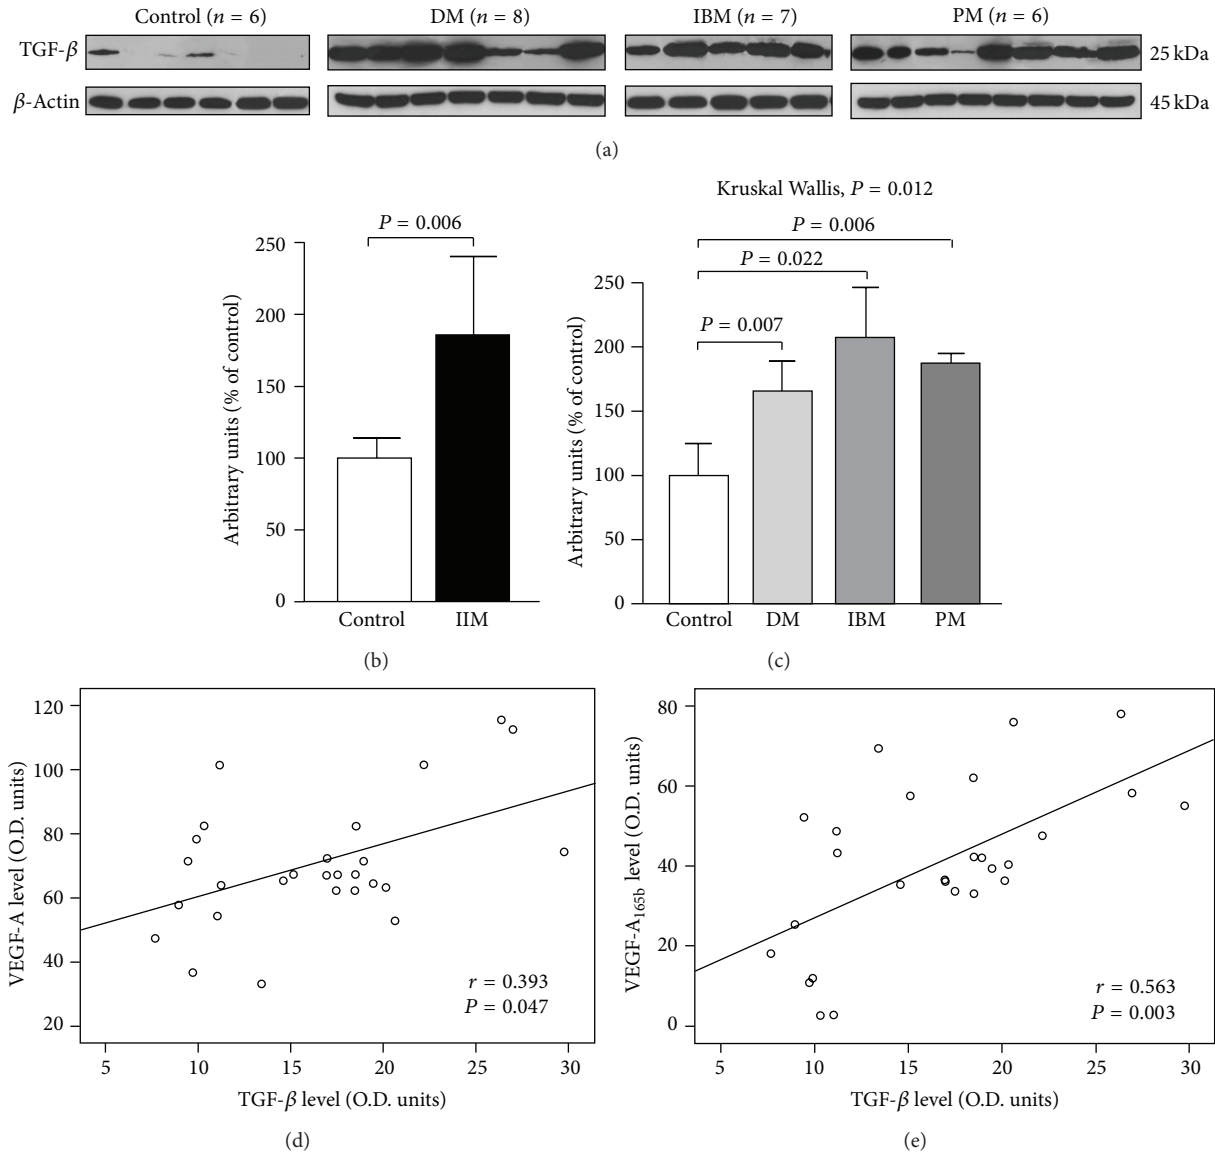 Control (n = 6) DM (n = 8) IBM (n = 7) PM (n = 6)
TGF-β 25 kDa
β-Actin 45 kDa
(a)
Kruskal Wallis, P = 0.012
P = 0.006
P = 0.006
P = 0.022
P = 0.007
Arbitrary units (% of control)
250
200
150
100
50
0
Control IIM
(b)
Arbitrary units (% of control)
250
200
150
100
50
0
Control DM IBM PM
(c)
VEGF-A level (O.D. units)
120
100
80
60
40
20
r = 0.393
P = 0.047
5 10 15 20 25 30
TGF-β level (O.D. units)
(d)
VEGF-A165b level (O.D. units)
80
60
40
20
0
r = 0.563
P = 0.003
5 10 15 20 25 30
TGF-β level (O.D. units)
(e)